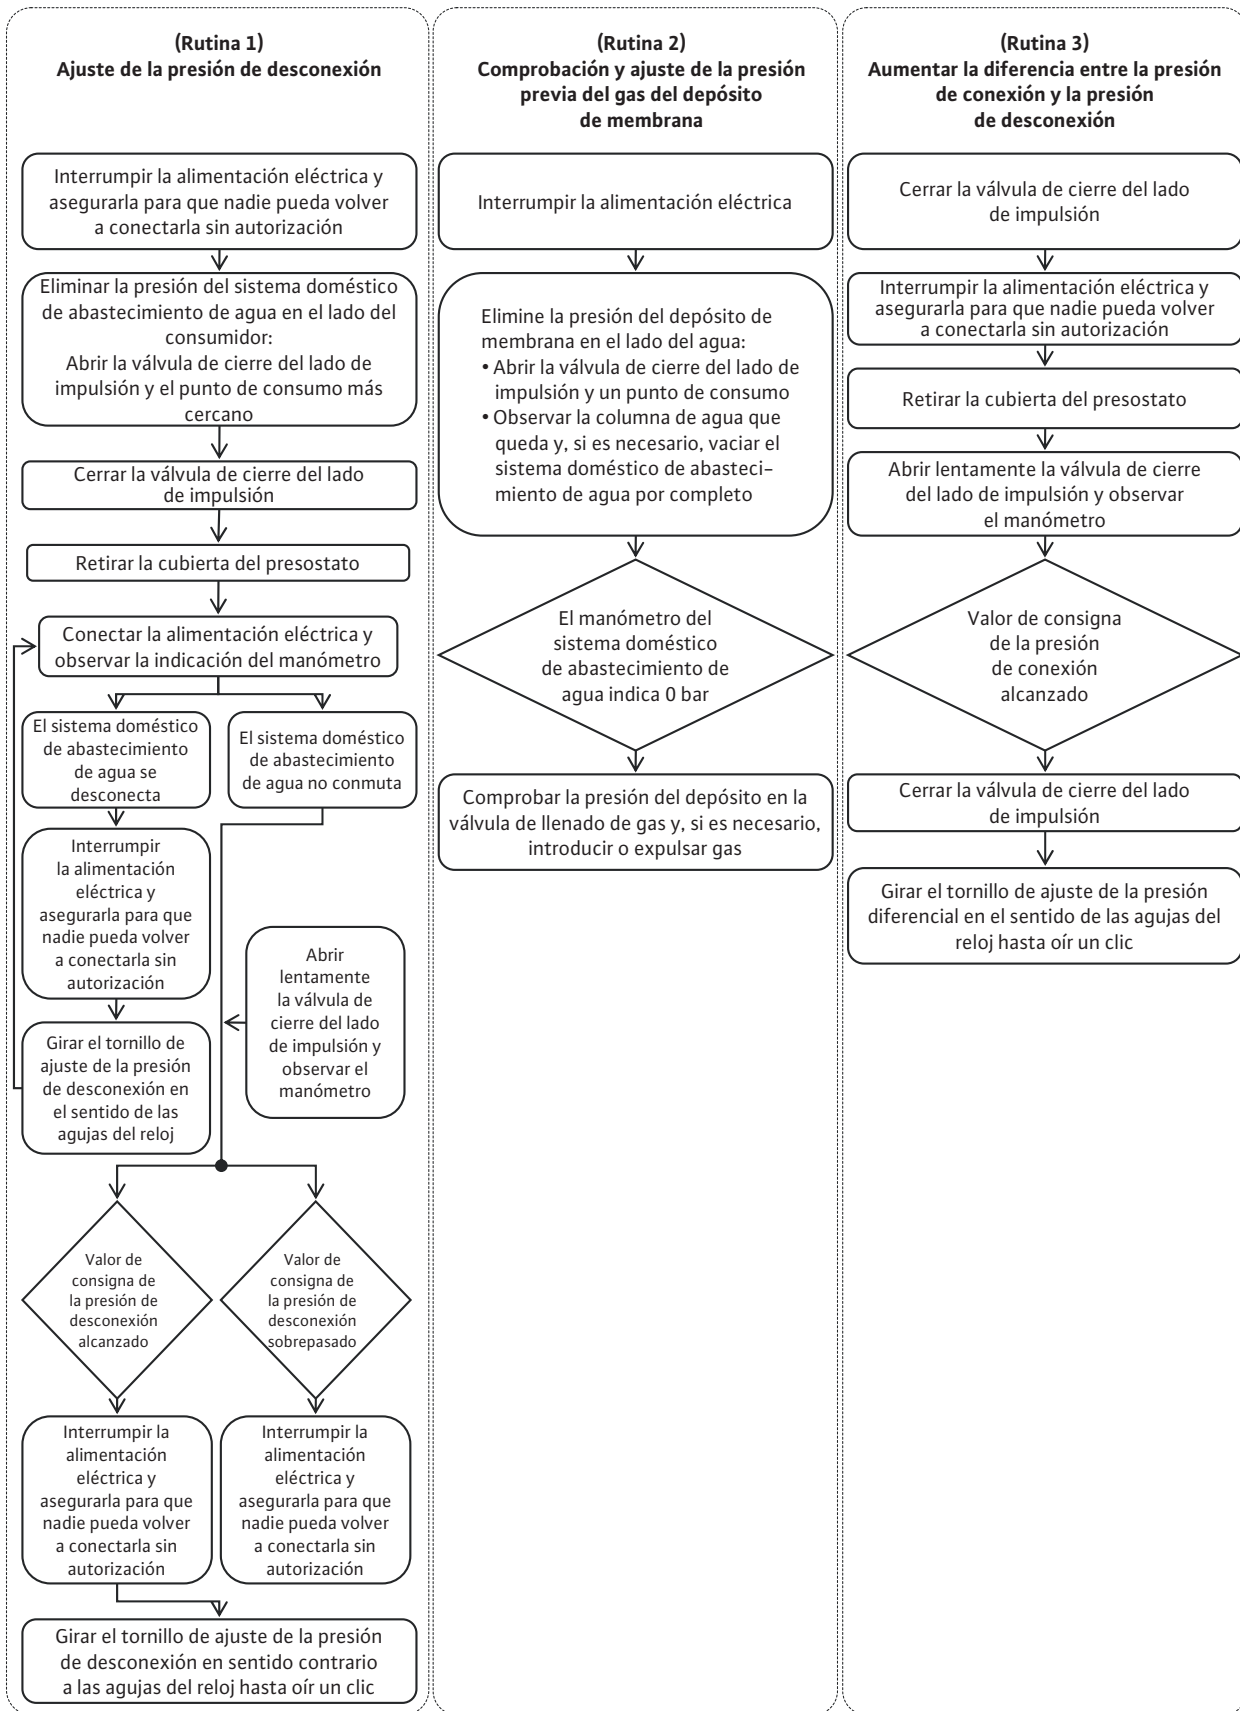 (Rutina 1)
Ajuste de la presión de desconexión
Interrumpir la alimentación eléctrica y
asegurarla para que nadie pueda volver
a conectarla sin autorización
Eliminar la presión del sistema doméstico
de abastecimiento de agua en el lado del
consumidor:
Abrir la válvula de cierre del lado de
impulsión y el punto de consumo más
cercano
Cerrar la válvula de cierre del lado
de impulsión
Retirar la cubierta del presostato
Conectar la alimentación eléctrica y
observar la indicación del manómetro
El sistema doméstico
de abastecimiento
de agua se
desconecta
El sistema doméstico
de abastecimiento
de agua no conmuta
Interrumpir
la alimentación
eléctrica y
asegurarla para que
nadie pueda volver
a conectarla sin
autorización
Abrir
lentamente
la válvula de
cierre del lado
de impulsión y
observar el
manómetro
Girar el tornillo de
ajuste de la presión
de desconexión en
el sentido de las
agujas del reloj
Valor de
consigna de
la presión de
desconexión
alcanzado
Valor de
consigna de
la presión de
desconexión
sobrepasado
Interrumpir la
alimentación
eléctrica y
asegurarla para que
nadie pueda volver
a conectarla sin
autorización
Interrumpir la
alimentación
eléctrica y
asegurarla para que
nadie pueda volver
a conectarla sin
autorización
Girar el tornillo de ajuste de la presión
de desconexión en sentido contrario
a las agujas del reloj hasta oír un clic
(Rutina 2)
Comprobación y ajuste de la presión
previa del gas del depósito
de membrana
Interrumpir la alimentación eléctrica
Elimine la presión del depósito de
membrana en el lado del agua:
• Abrir la válvula de cierre del lado de
impulsión y un punto de consumo
• Observar la columna de agua que
queda y, si es necesario, vaciar el
sistema doméstico de abasteci-
miento de agua por completo
El manómetro del
sistema doméstico
de abastecimiento de
agua indica 0 bar
Comprobar la presión del depósito en la
válvula de llenado de gas y, si es necesario,
introducir o expulsar gas
(Rutina 3)
Aumentar la diferencia entre la presión
de conexión y la presión
de desconexión
Cerrar la válvula de cierre del lado
de impulsión
Interrumpir la alimentación eléctrica y
asegurarla para que nadie pueda volver
a conectarla sin autorización
Retirar la cubierta del presostato
Abrir lentamente la válvula de cierre
del lado de impulsión y observar
el manómetro
Valor de consigna
de la presión
de conexión
alcanzado
Cerrar la válvula de cierre del lado
de impulsión
Girar el tornillo de ajuste de la presión
diferencial en el sentido de las agujas del
reloj hasta oír un clic